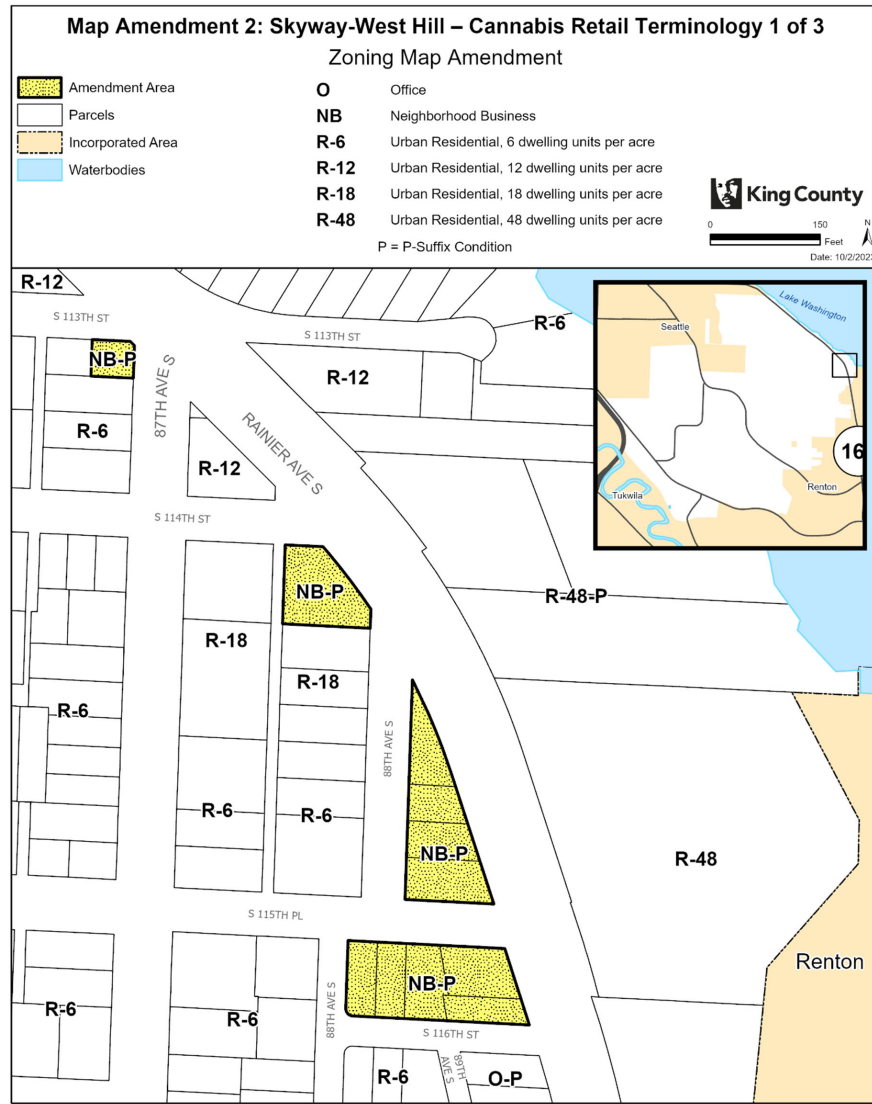 Map Amendment 2: Skyway-West Hill – Cannabis Retail Terminology 1 of 3
Zoning Map Amendment
Amendment Area
Parcels
Incorporated Area
Waterbodies
O Office
NB Neighborhood Business
R-6 Urban Residential, 6 dwelling units per acre
R-12 Urban Residential, 12 dwelling units per acre
R-18 Urban Residential, 18 dwelling units per acre
R-48 Urban Residential, 48 dwelling units per acre
P = P-Suffix Condition
King County
0 150
Feet
N
Date: 10/2/2023
R-12
S 113TH ST
NB-P
R-6
87TH AVE S
S 113TH ST
R-6
R-12
RAINIER AVE S
R-12
Lake Washington
Seattle
16
Renton
Tukwila
S 114TH ST
NB-P
R-48-P
R-18
R-18
R-6
88TH AVE S
R-6
R-6
NB-P
R-48
S 115TH PL
Renton
NB-P
88TH AVE S
R-6
R-6
S 116TH ST
R-6
89TH
AVE S
O-P